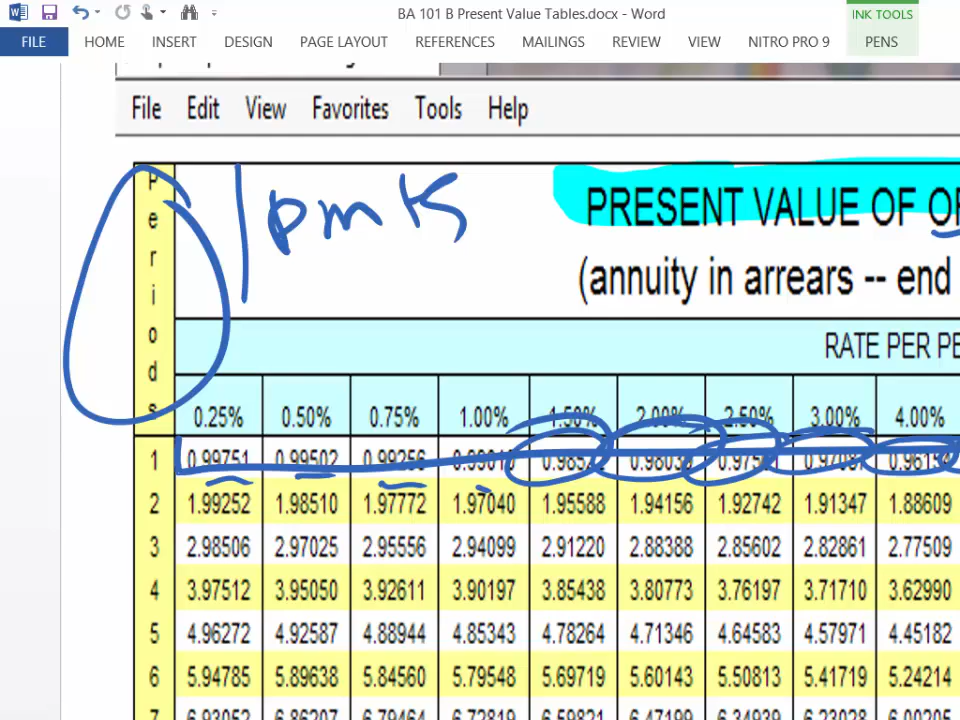 BA 101 B Present Value Tables.docx - Word
INK TOOLS
FILE HOME INSERT DESIGN PAGE LAYOUT REFERENCES MAILINGS REVIEW VIEW NITRO PRO 9 PENS
File Edit View Favorites Tools Help
Periods
pmts
PRESENT VALUE OF
(annuity in arrears -- end
RATE PER
0.25% 0.50% 0.75% 1.00% 1.50% 2.00% 2.50% 3.00% 4.00%
1 0.99751 0.99502 0.99256
2 1.99252 1.98510 1.97772 1.97040 1.95588 1.94156 1.92742 1.91347 1.88609
3 2.98506 2.97025 2.95556 2.94099 2.91220 2.88388 2.85602 2.82861 2.77509
4 3.97512 3.95050 3.92611 3.90197 3.85438 3.80773 3.76197 3.71710 3.62990
5 4.96272 4.92587 4.88944 4.85343 4.78264 4.71346 4.64583 4.57971 4.45182
6 5.94785 5.89638 5.84560 5.79548 5.69719 5.60143 5.50813 5.41719 5.24214